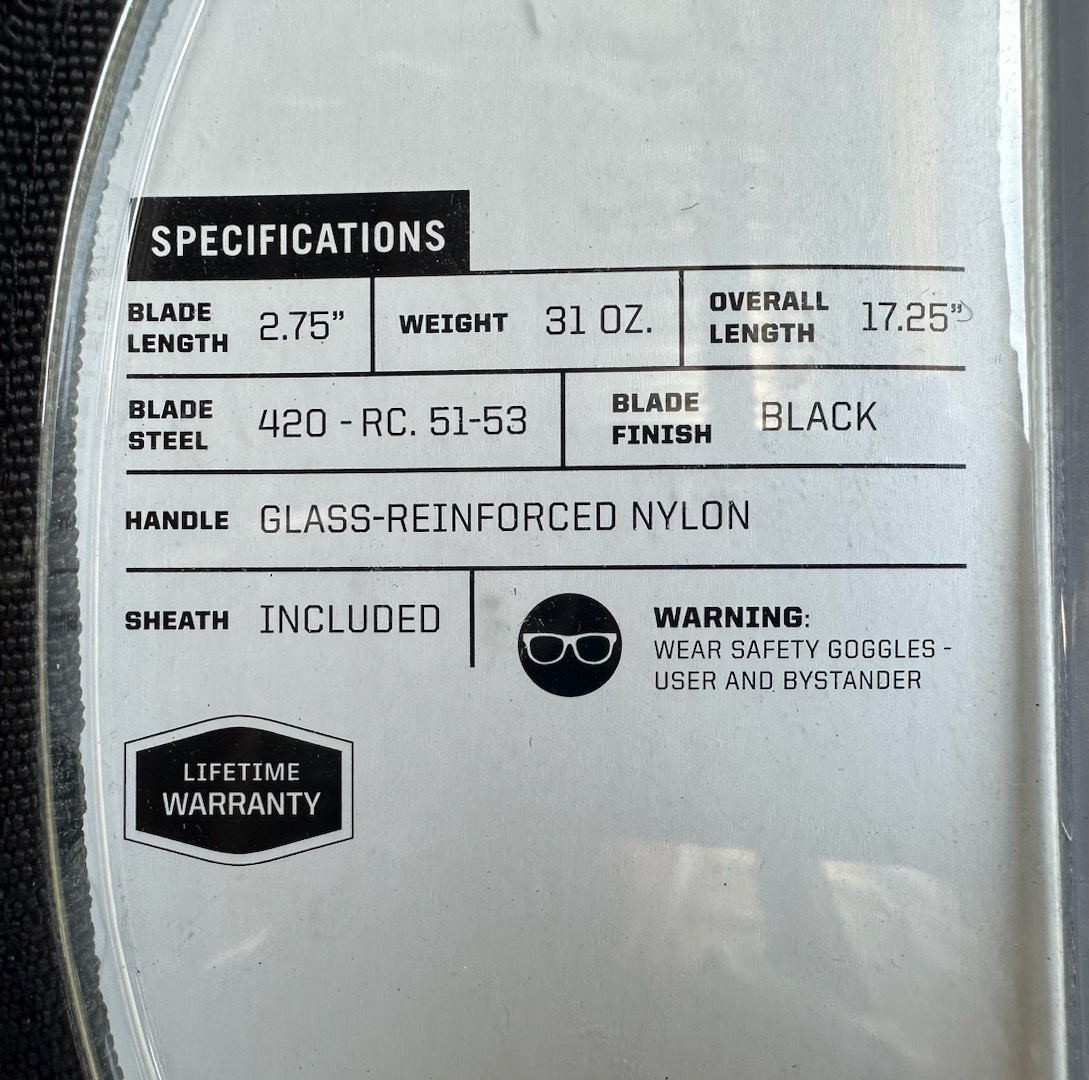 SPECIFICATIONS
BLADE LENGTH 2.75" WEIGHT 31 OZ. OVERALL LENGTH 17.25"
BLADE STEEL 420 - RC. 51-53 BLADE FINISH BLACK
HANDLE GLASS-REINFORCED NYLON
SHEATH INCLUDED
WARNING:
WEAR SAFETY GOGGLES -
USER AND BYSTANDER
LIFETIME
WARRANTY